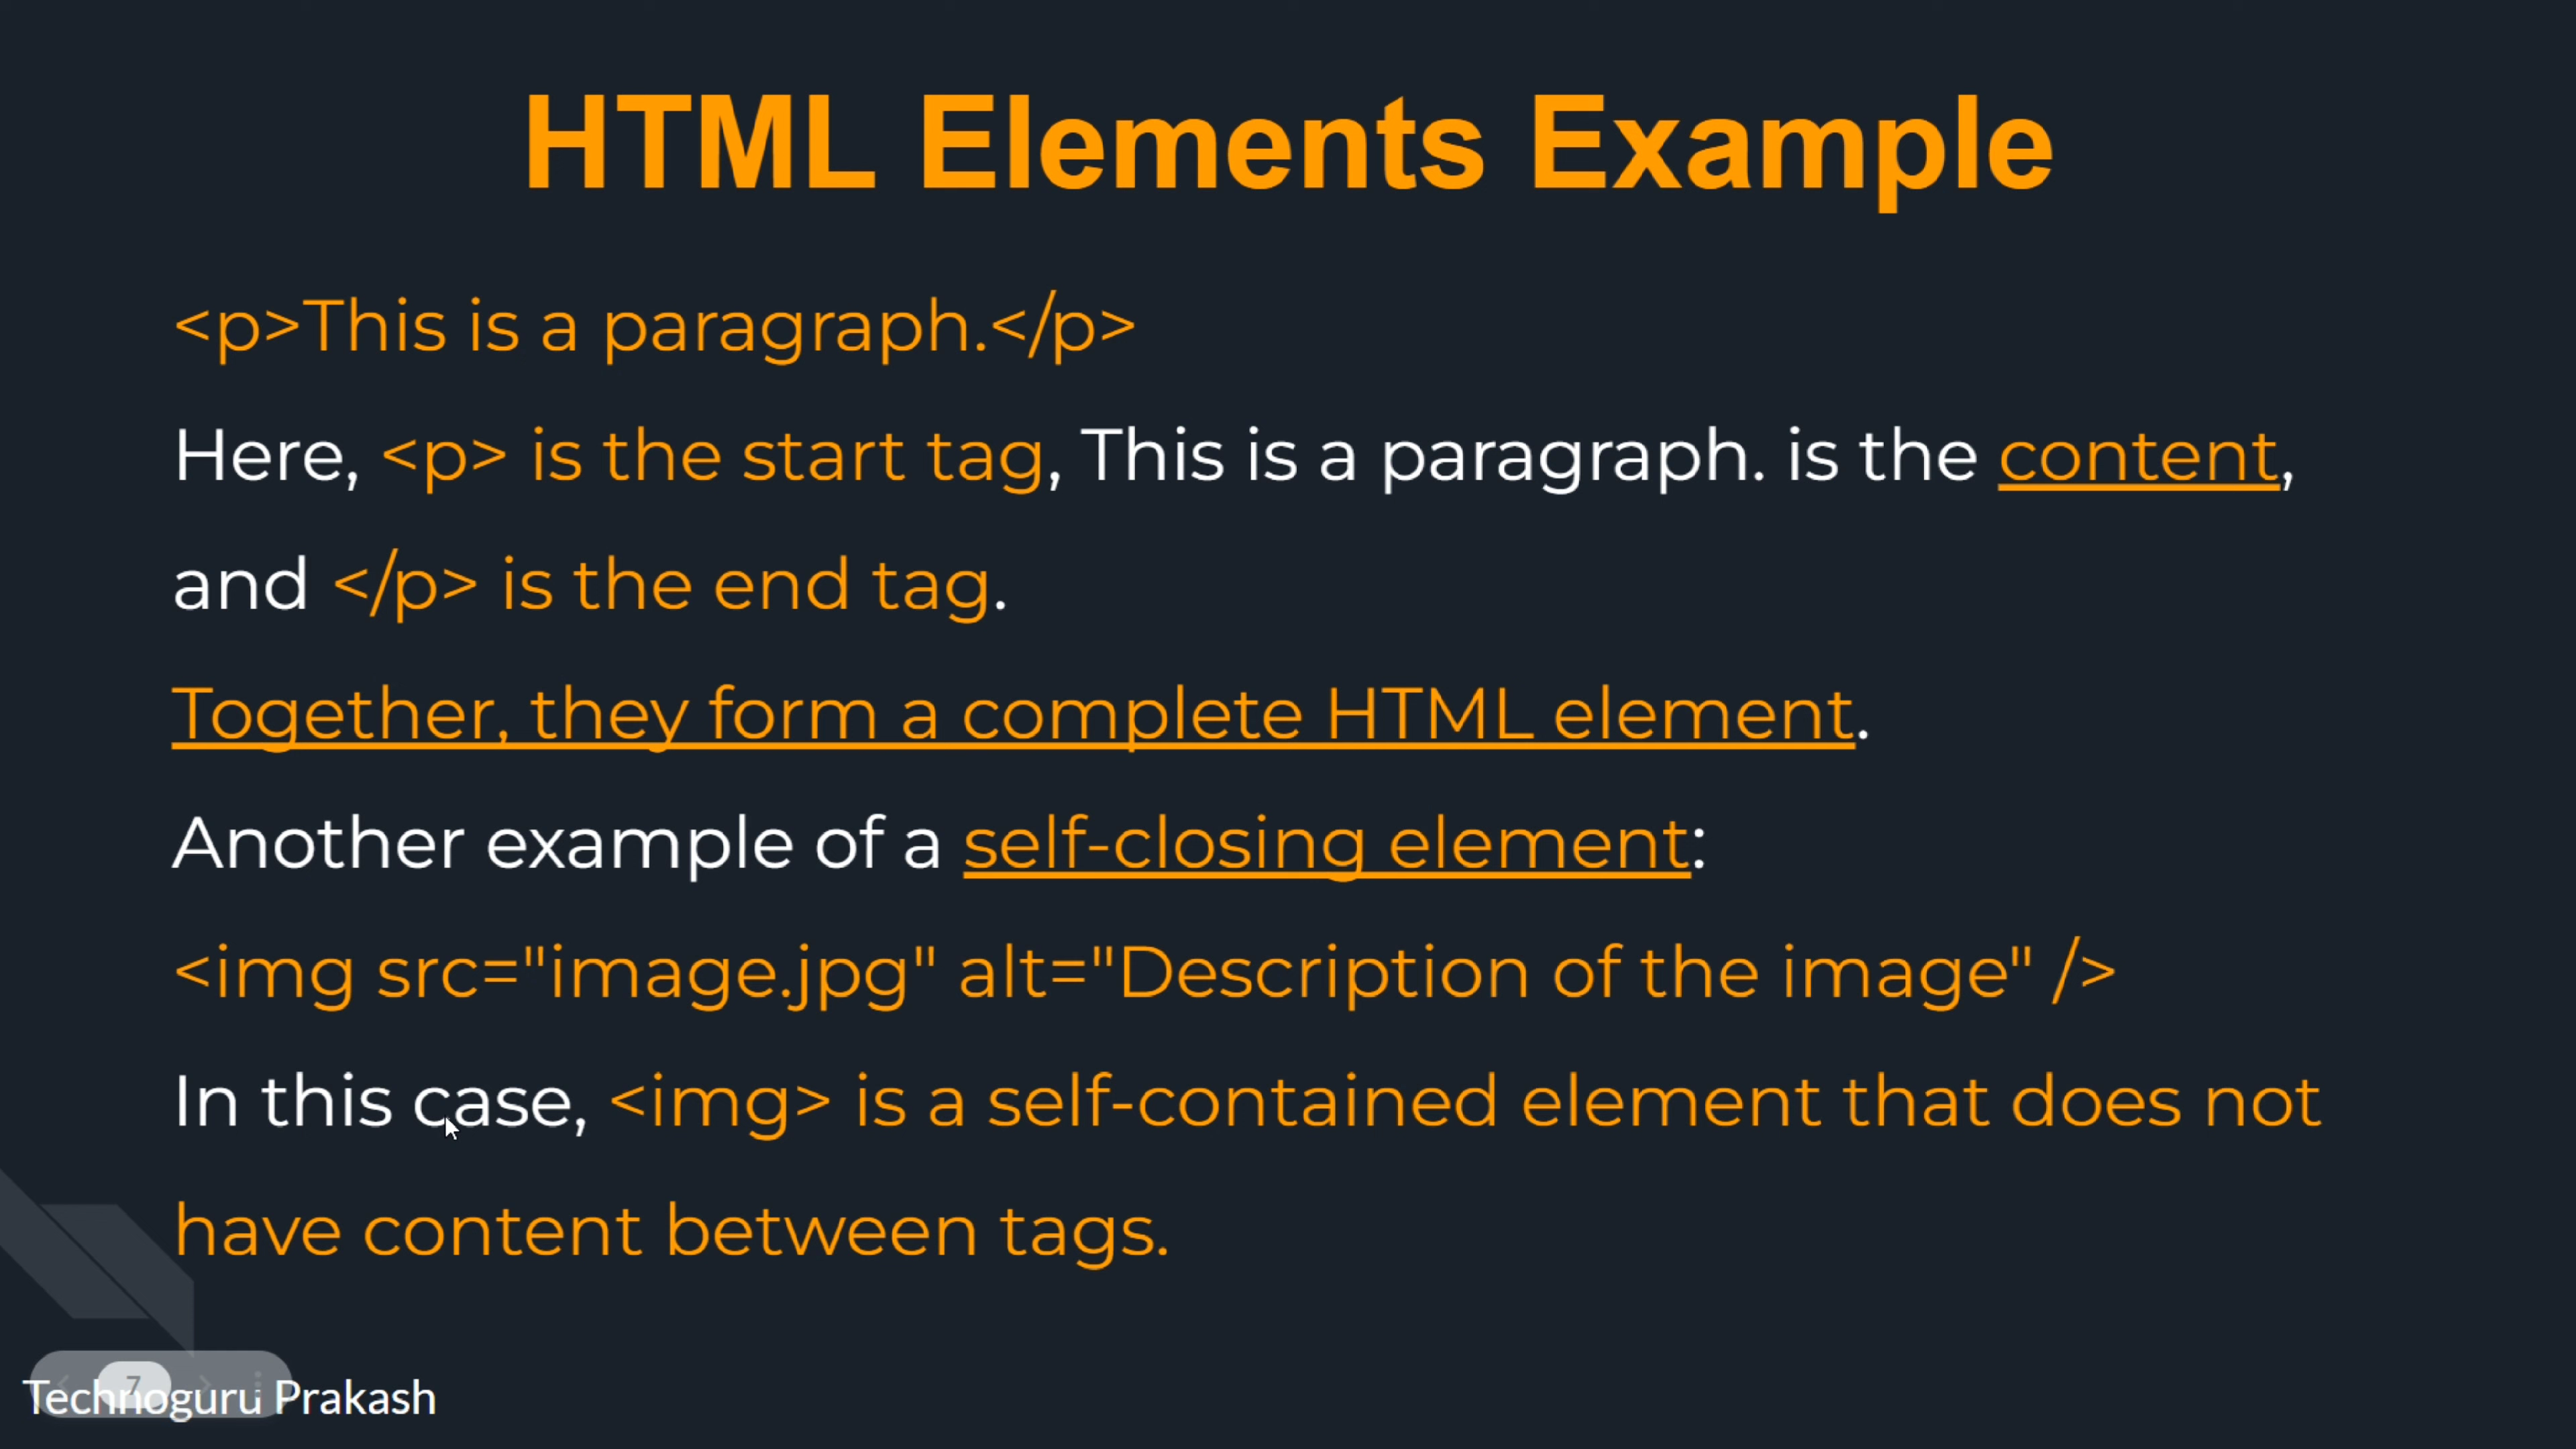 HTML Elements Example
<p>This is a paragraph.</p>
Here, <p> is the start tag, This is a paragraph. is the content,
and </p> is the end tag.
Together, they form a complete HTML element.
Another example of a self-closing element:
<img src="image.jpg" alt="Description of the image" />
In this case, <img> is a self-contained element that does not
have content between tags.
7
Technoguru Prakash